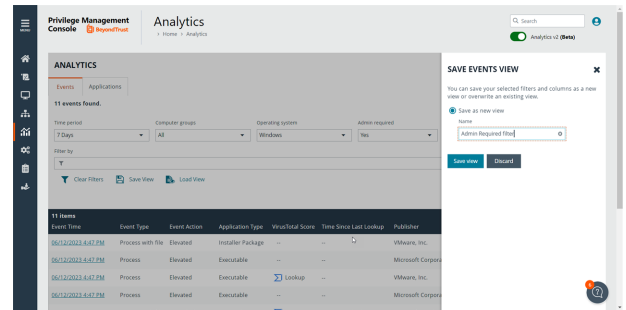 Privilege Management
Console BeyondTrust
Analytics
Home > Analytics
Search
Analytics v2 (Beta)
MENU
ANALYTICS
Events Applications
11 events found.
Time period Computer groups Operating system Admin required
7 Days All Windows Yes
Filter by
Clear Filters Save View Load View
11 items
Event Time Event Type Event Action Application Type VirusTotal Score Time Since Last Lookup Publisher
06/12/2023 4:47 PM Process with file Elevated Installer Package -- -- VMware, Inc.
06/12/2023 4:47 PM Process Elevated Executable -- -- Microsoft Corpora
06/12/2023 4:47 PM Process Elevated Executable Lookup -- VMware, Inc.
06/12/2023 4:47 PM Process Elevated Executable -- -- Microsoft Corpora
SAVE EVENTS VIEW
You can save your selected filters and columns as a new
view or overwrite an existing view.
Save as new view
Name
Admin Required filter
Save view Discard